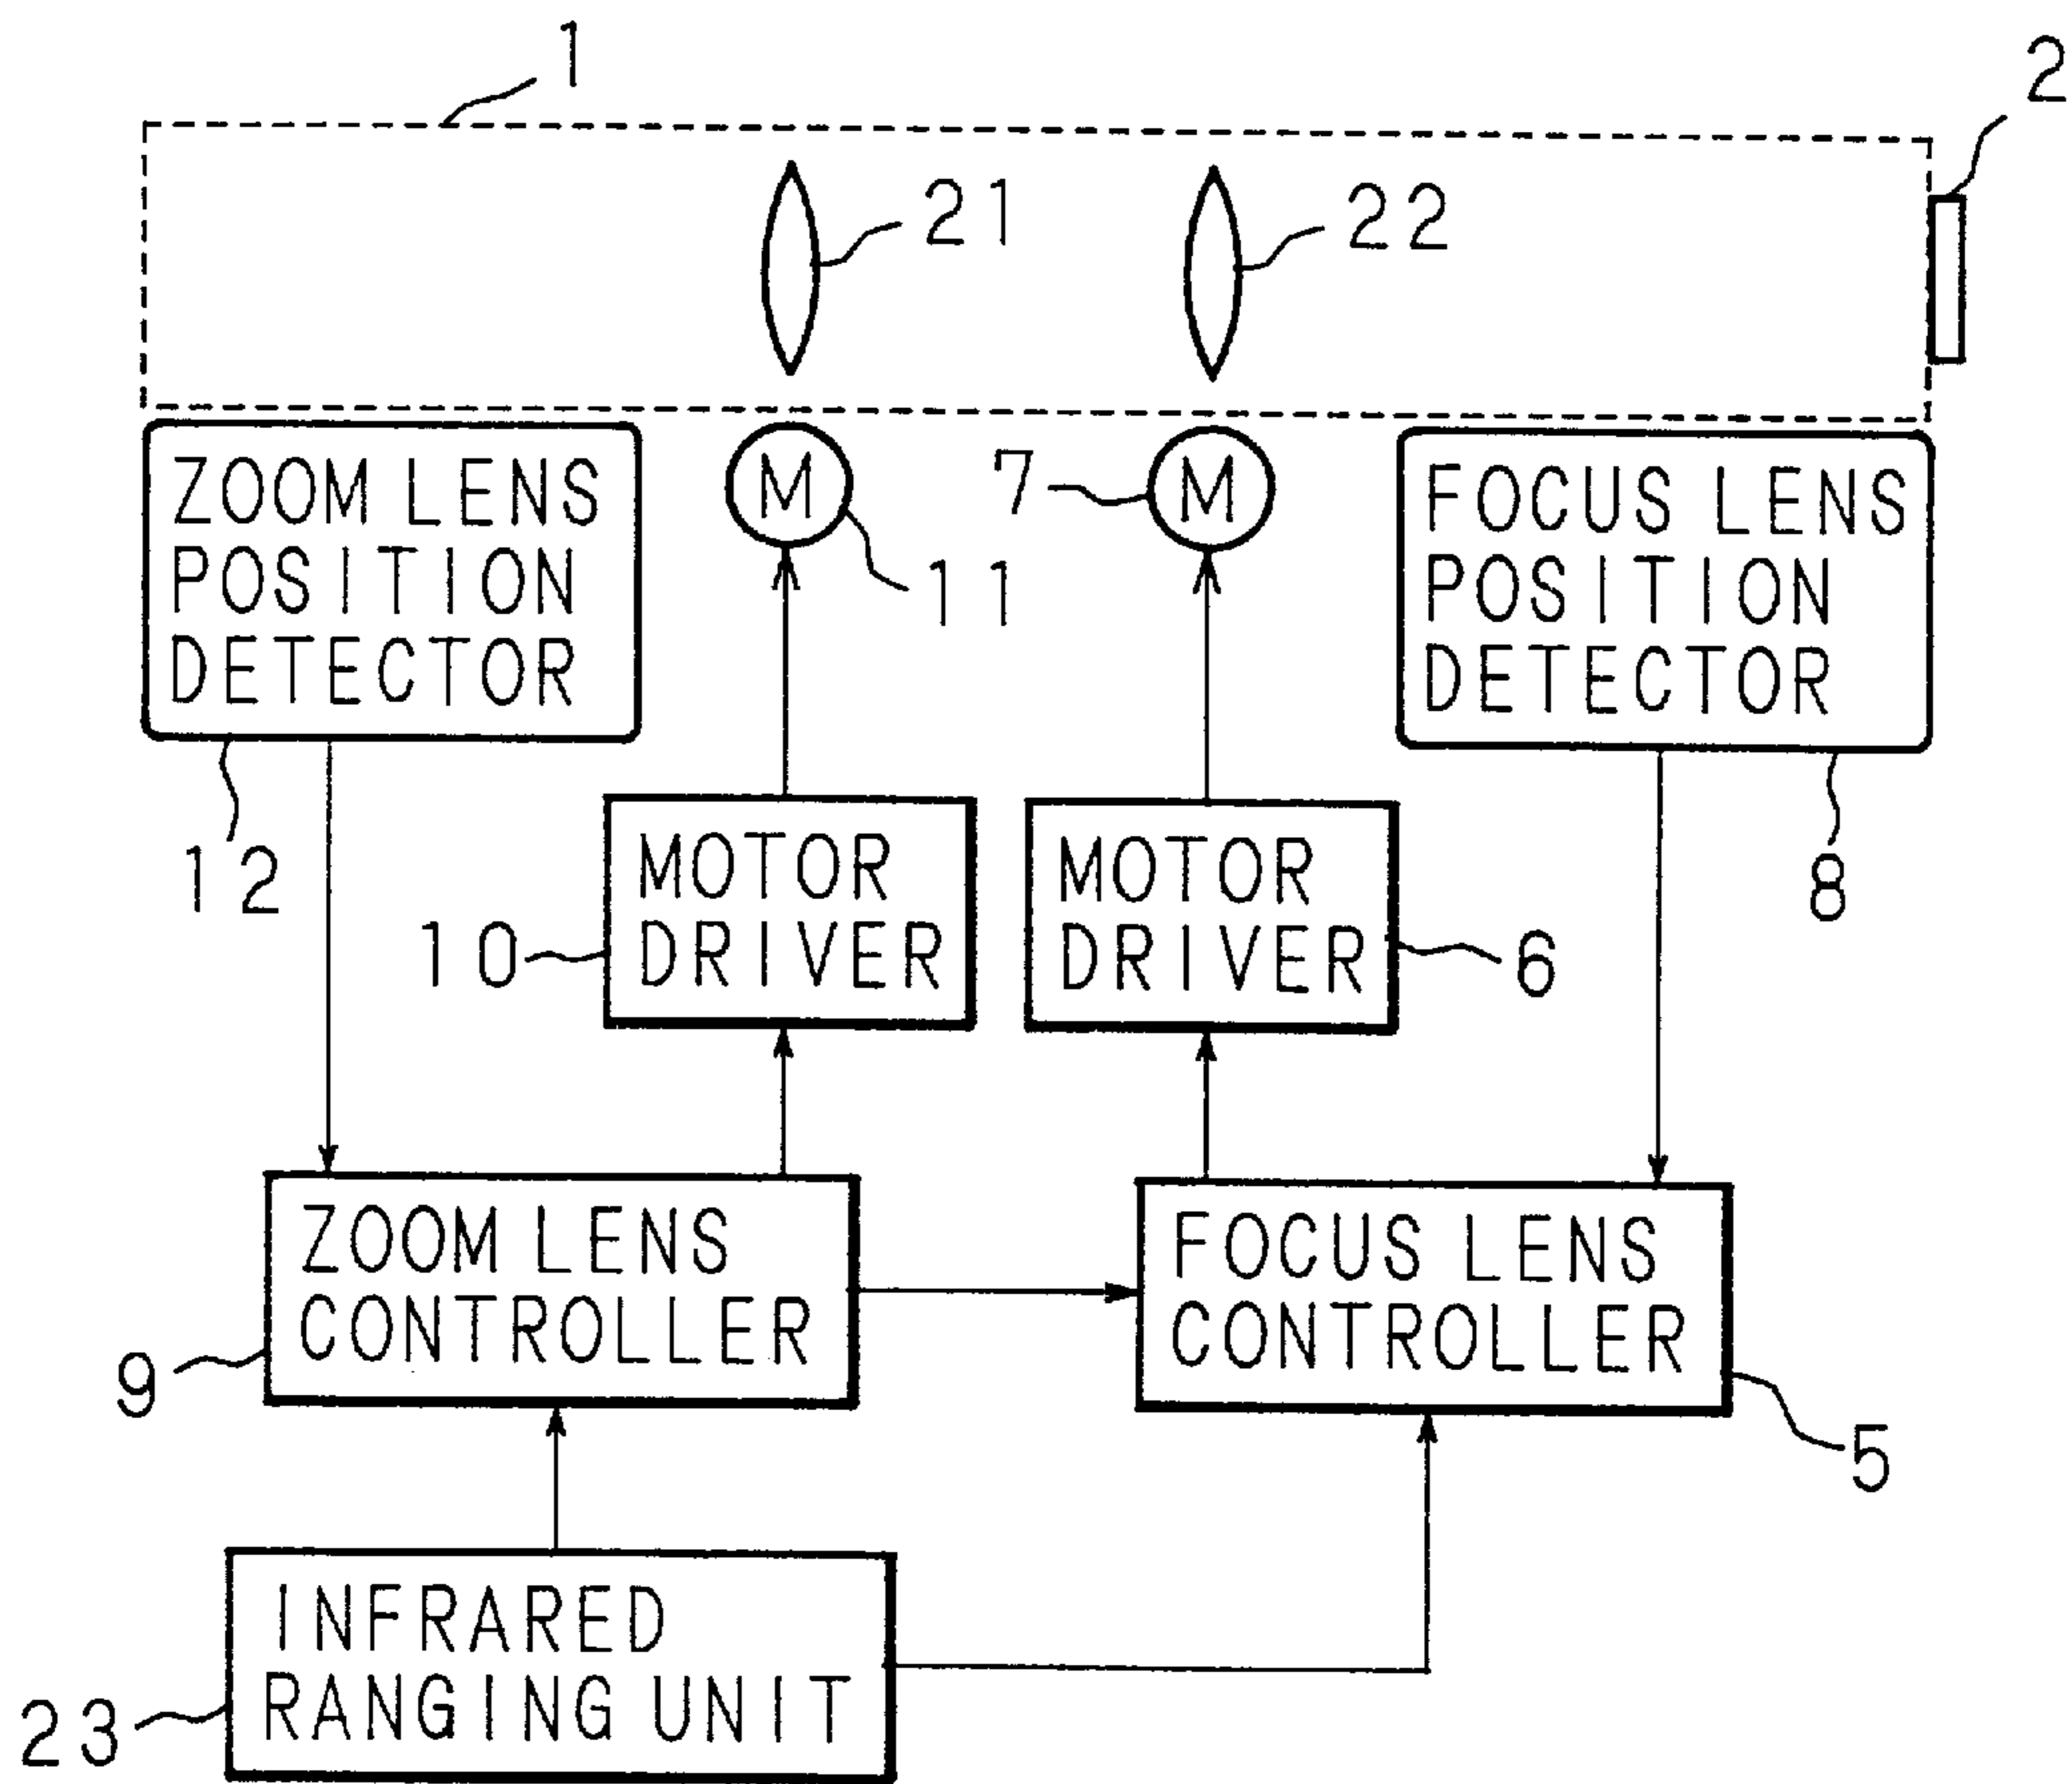 1
2
21
22
ZOOM LENS
POSITION
DETECTOR
M
11
7
M
FOCUS LENS
POSITION
DETECTOR
12
8
MOTOR
DRIVER
10
MOTOR
DRIVER
6
ZOOM LENS
CONTROLLER
9
FOCUS LENS
CONTROLLER
5
INFRARED
RANGING UNIT
23